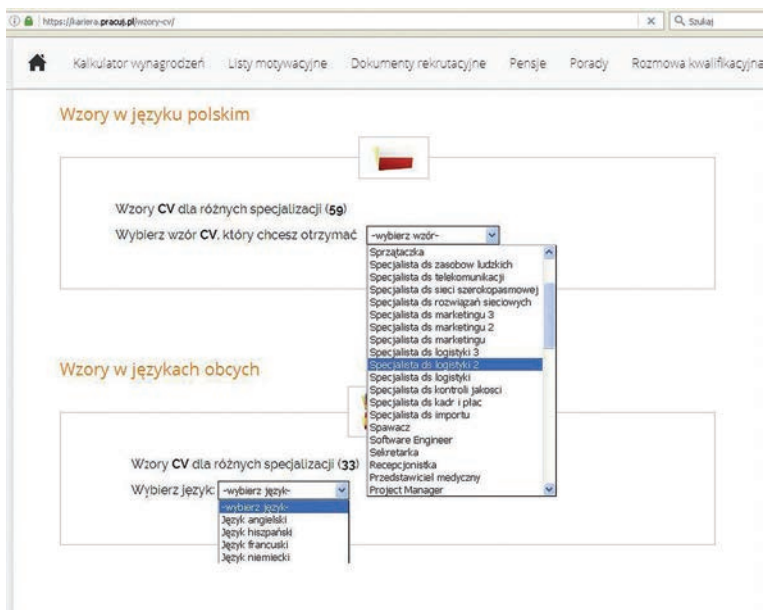 https://kariera.pracuj.pl/wzory-cv/
Szukaj
Kalkulator wynagrodzeń Listy motywacyjne Dokumenty rekrutacyjne Pensje Porady Rozmowa kwalifikacyjna
Wzory w języku polskim
Wzory CV dla różnych specjalizacji (59)
Wybierz wzór CV, który chcesz otrzymać -wybierz wzór-
Sprzątaczka
Specjalista ds zasobow ludzkich
Specjalista ds telekomunikacji
Specjalista ds sieci szerokopasmowej
Specjalista ds rozwiązań sieciowych
Specjalista ds marketingu 3
Specjalista ds marketingu 2
Specjalista ds marketingu
Specjalista ds logistyki 3
Specjalista ds logistyki 2
Specjalista ds logistyki
Specjalista ds kontroli jakosci
Specjalista ds kadr i płac
Specjalista ds importu
Spawacz
Software Engineer
Sekretarka
Recepcjonistka
Przedstawiciel medyczny
Project Manager
Wzory w językach obcych
Wzory CV dla różnych specjalizacji (33)
Wybierz język: -wybierz język-
-wybierz język-
Język angielski
Język hiszpański
Język francuski
Język niemiecki